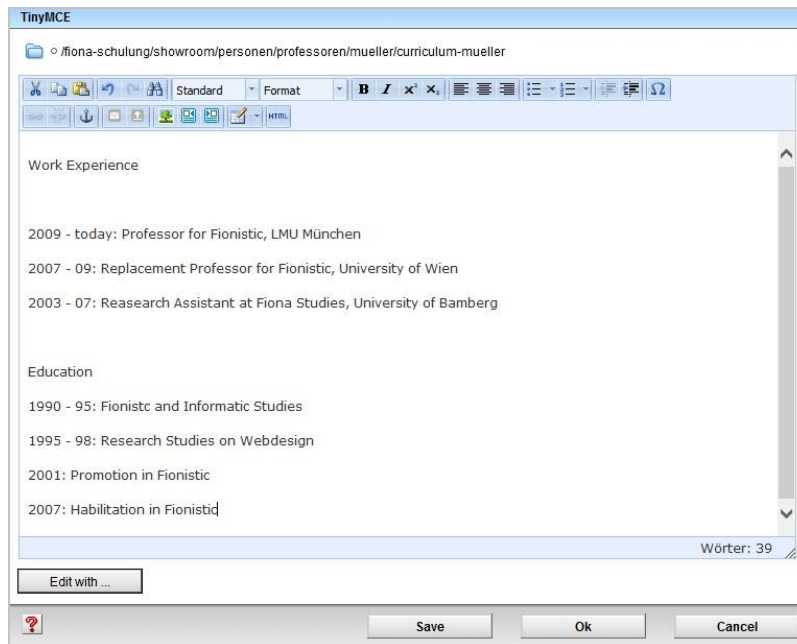 TinyMCE
/fiona-schulung/showroom/personen/professoren/mueller/curriculum-mueller
Standard Format B I x² x₂ Ω
HTML
Work Experience
2009 - today: Professor for Fionistic, LMU München
2007 - 09: Replacement Professor for Fionistic, University of Wien
2003 - 07: Reasearch Assistant at Fiona Studies, University of Bamberg
Education
1990 - 95: Fionistc and Informatic Studies
1995 - 98: Research Studies on Webdesign
2001: Promotion in Fionistic
2007: Habilitation in Fionistic
Wörter: 39
Edit with ...
? Save Ok Cancel